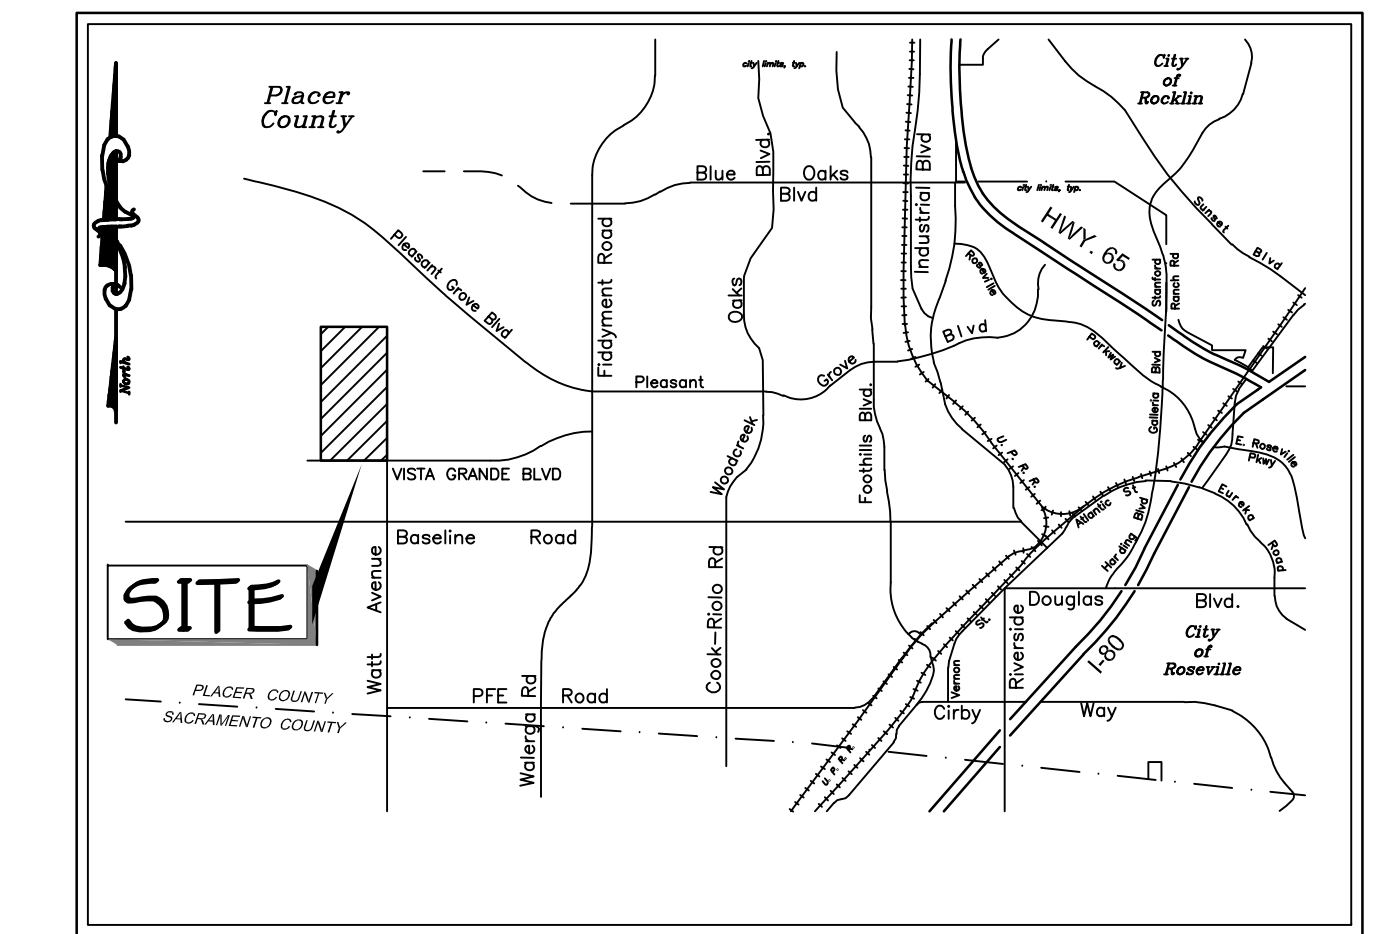 city limits, typ.
City
of
Rocklin
Placer
County
Blue Oaks
Blvd
Blvd.
Oaks
Woodcreek
Industrial Blvd
city limits, typ.
HWY. 65
Sunset Blvd
Stanford
Ranch Rd
Pleasant Grove Blvd
Fiddyment Road
Roseville Parkway
Pleasant Grove Blvd
Galleria Blvd
Foothills Blvd.
North
U. P. R. R.
E. Roseville
Pkwy
VISTA GRANDE BLVD
Atlantic St
Eureka Road
Harding Blvd
Baseline Road
SITE
Watt Avenue
Cook-Riolo Rd
Douglas Blvd.
Riverside
Vernon St.
I-80
City
of
Roseville
PLACER COUNTY
SACRAMENTO COUNTY
PFE Road
Walerga Rd
Cirby Way
U. P. R. R.